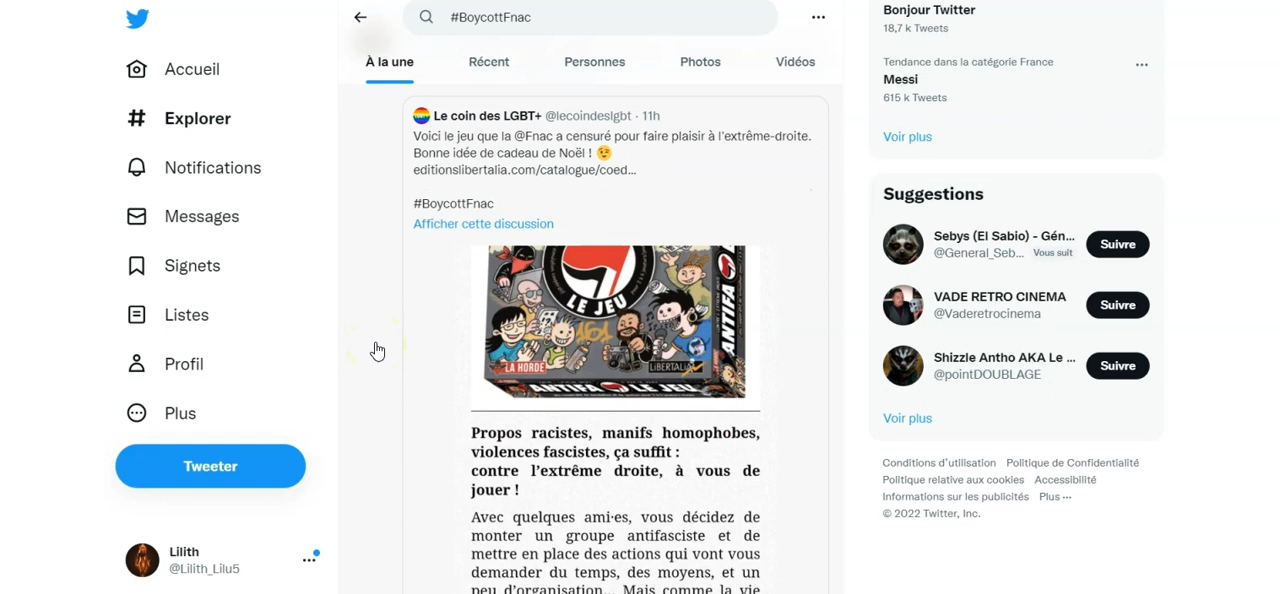 Accueil
Explorer
Notifications
Messages
Signets
Listes
Profil
Plus
Tweeter
Lilith
@Lilith_Lilu5
#BoycottFnac
À la une
Récent
Personnes
Photos
Vidéos
Le coin des LGBT+ @lecoindeslgbt · 11h
Voici le jeu que la @Fnac a censuré pour faire plaisir à l'extrême-droite.
Bonne idée de cadeau de Noël ! 😉
editionslibertalia.com/catalogue/coed...
#BoycottFnac
Afficher cette discussion
LE JEU
161
LA HORDE
LIBERTALIA
ANTIFA
ANTIFA LE JEU
Propos racistes, manifs homophobes,
violences fascistes, ça suffit :
contre l'extrême droite, à vous de
jouer !
Avec quelques ami·es, vous décidez de
monter un groupe antifasciste et de
mettre en place des actions qui vont vous
demander du temps, des moyens, et un
peu d'organisation... Mais comme la vie
Bonjour Twitter
18,7 k Tweets
Tendance dans la catégorie France
Messi
615 k Tweets
Voir plus
Suggestions
Sebys (El Sabio) - Gén...
@General_Seb... Vous suit
Suivre
VADE RETRO CINEMA
@Vaderetrocinema
Suivre
Shizzle Antho AKA Le ...
@pointDOUBLAGE
Suivre
Voir plus
Conditions d'utilisation Politique de Confidentialité
Politique relative aux cookies Accessibilité
Informations sur les publicités Plus ···
© 2022 Twitter, Inc.